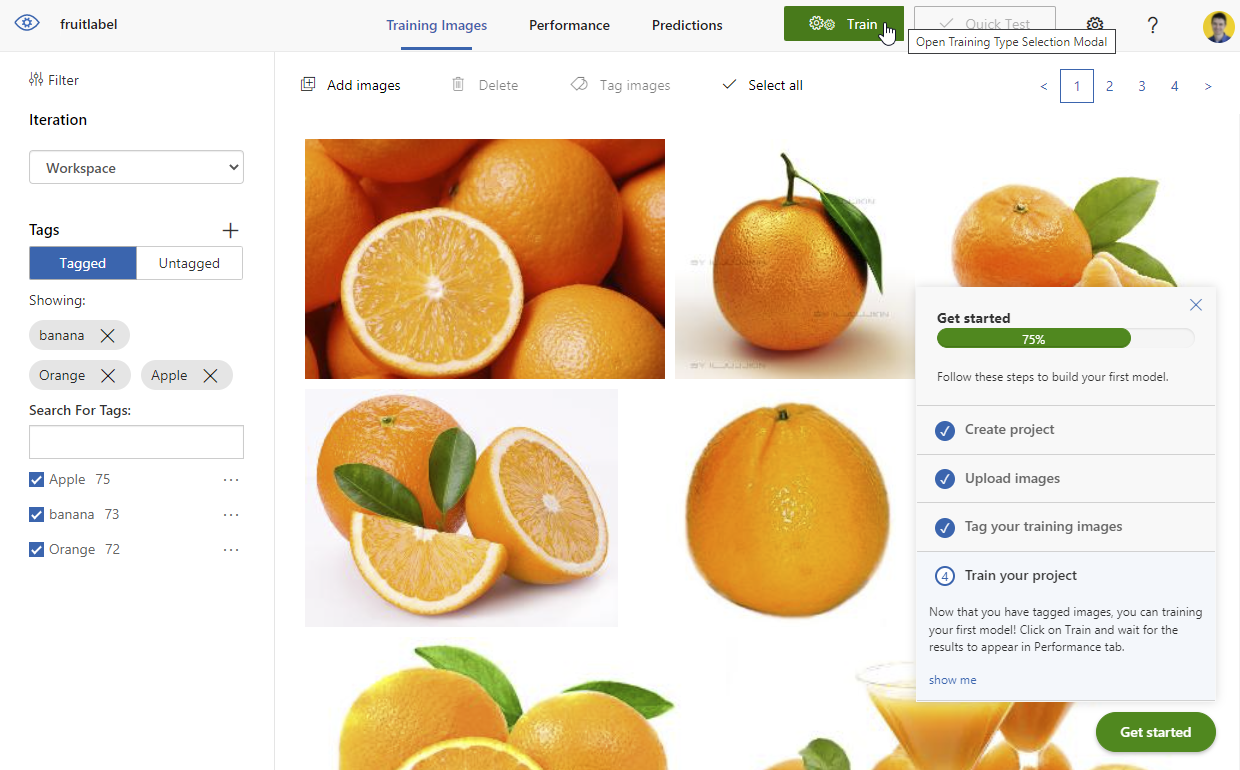 fruitlabel
Training Images
Performance
Predictions
Train
Quick Test
?
Open Training Type Selection Modal
Filter
Add images
Delete
Tag images
Select all
< 1 2 3 4 >
Iteration
Workspace
Tags
Tagged
Untagged
Showing:
banana
Orange
Apple
Search For Tags:
Apple 75
banana 73
Orange 72
Get started
75%
Follow these steps to build your first model.
Create project
Upload images
Tag your training images
4 Train your project
Now that you have tagged images, you can training
your first model! Click on Train and wait for the
results to appear in Performance tab.
show me
Get started